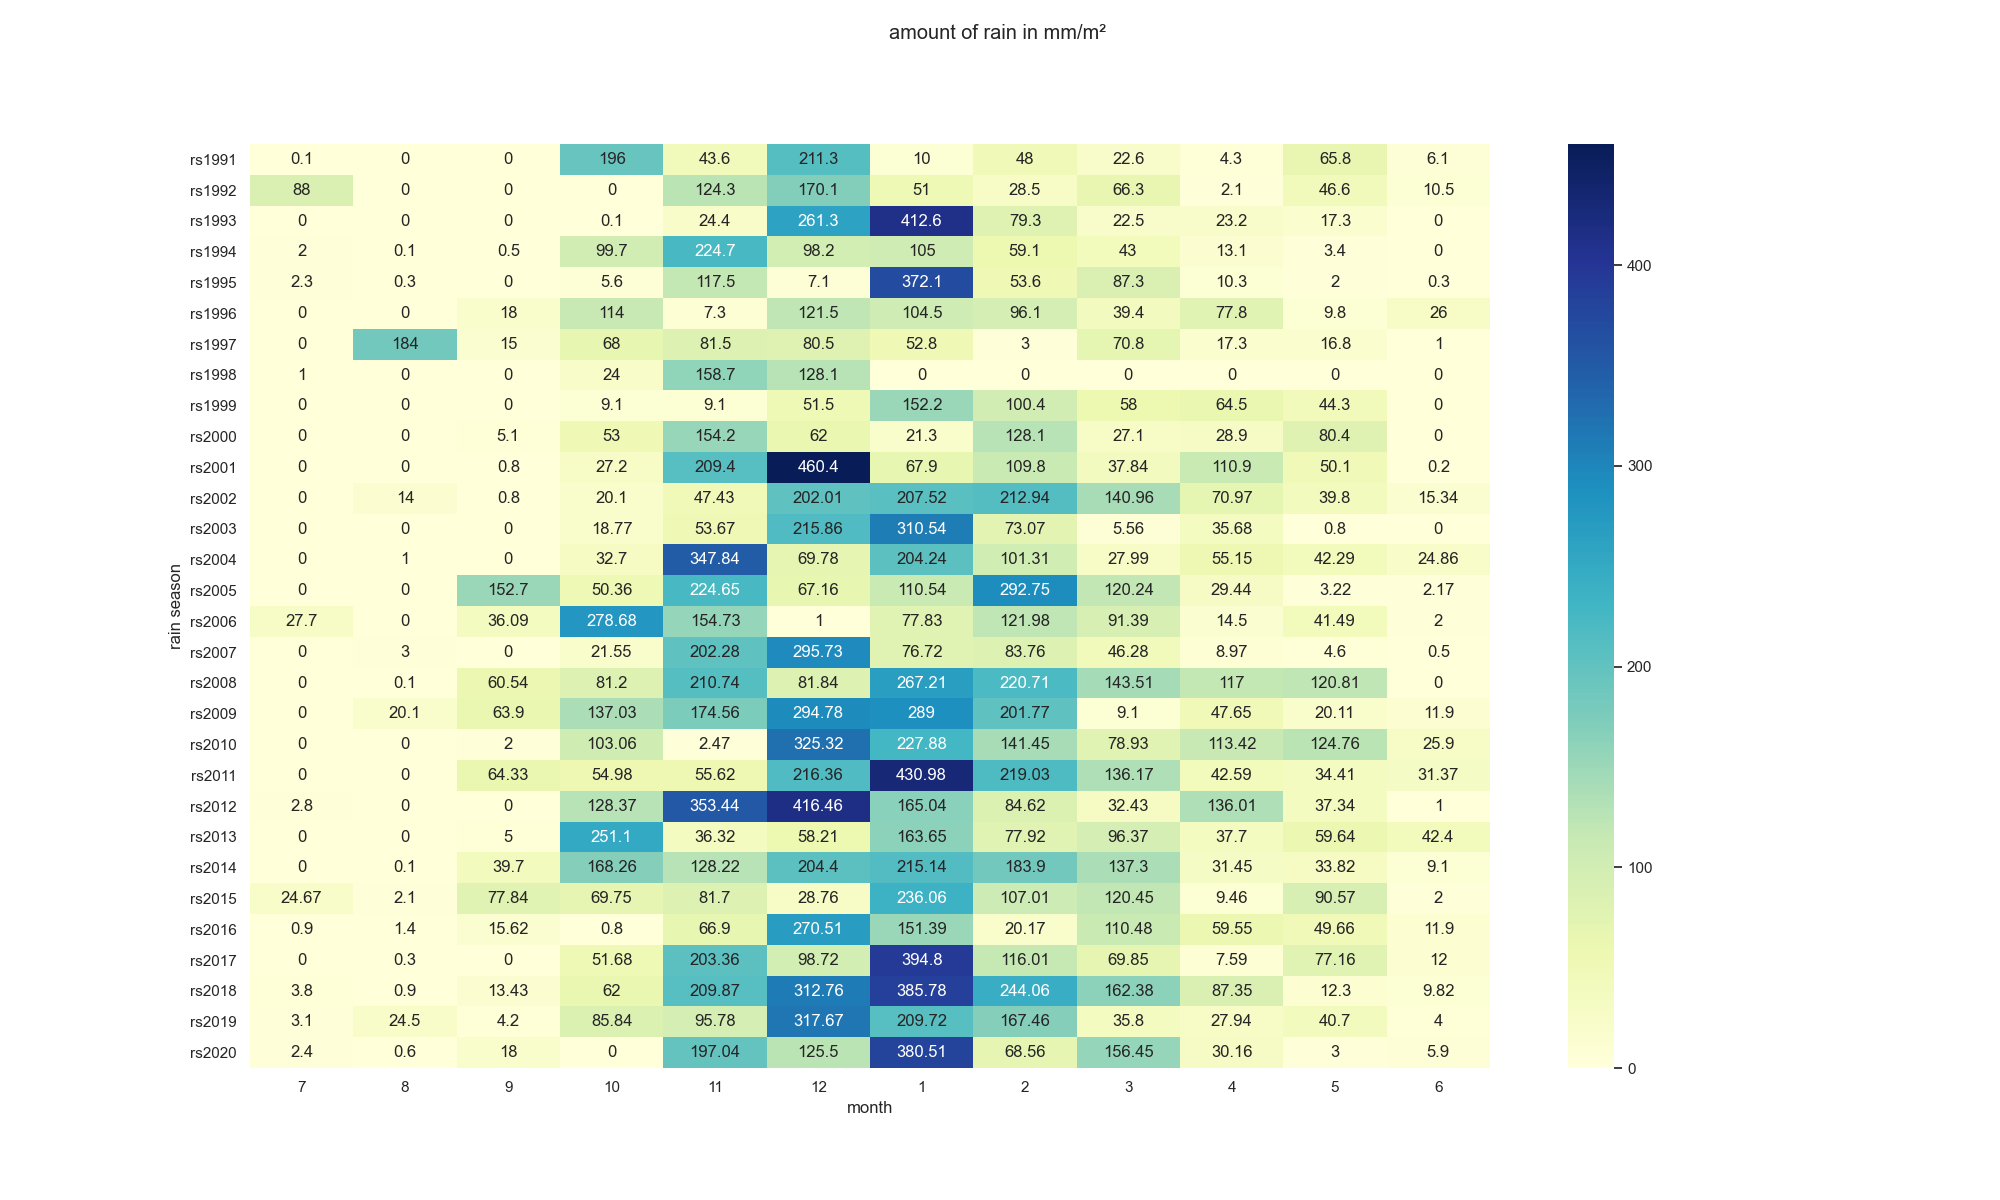 amount of rain in mm/m²
rs1991 0.1 0 0 196 43.6 211.3 10 48 22.6 4.3 65.8 6.1
rs1992 88 0 0 0 124.3 170.1 51 28.5 66.3 2.1 46.6 10.5
rs1993 0 0 0 0.1 24.4 261.3 412.6 79.3 22.5 23.2 17.3 0
rs1994 2 0.1 0.5 99.7 224.7 98.2 105 59.1 43 13.1 3.4 0
rs1995 2.3 0.3 0 5.6 117.5 7.1 372.1 53.6 87.3 10.3 2 0.3
rs1996 0 0 18 114 7.3 121.5 104.5 96.1 39.4 77.8 9.8 26
rs1997 0 184 15 68 81.5 80.5 52.8 3 70.8 17.3 16.8 1
rs1998 1 0 0 24 158.7 128.1 0 0 0 0 0 0
rs1999 0 0 0 9.1 9.1 51.5 152.2 100.4 58 64.5 44.3 0
rs2000 0 0 5.1 53 154.2 62 21.3 128.1 27.1 28.9 80.4 0
rs2001 0 0 0.8 27.2 209.4 460.4 67.9 109.8 37.84 110.9 50.1 0.2
rs2002 0 14 0.8 20.1 47.43 202.01 207.52 212.94 140.96 70.97 39.8 15.34
rs2003 0 0 0 18.77 53.67 215.86 310.54 73.07 5.56 35.68 0.8 0
rs2004 0 1 0 32.7 347.84 69.78 204.24 101.31 27.99 55.15 42.29 24.86
rs2005 0 0 152.7 50.36 224.65 67.16 110.54 292.75 120.24 29.44 3.22 2.17
rs2006 27.7 0 36.09 278.68 154.73 1 77.83 121.98 91.39 14.5 41.49 2
rs2007 0 3 0 21.55 202.28 295.73 76.72 83.76 46.28 8.97 4.6 0.5
rs2008 0 0.1 60.54 81.2 210.74 81.84 267.21 220.71 143.51 117 120.81 0
rs2009 0 20.1 63.9 137.03 174.56 294.78 289 201.77 9.1 47.65 20.11 11.9
rs2010 0 0 2 103.06 2.47 325.32 227.88 141.45 78.93 113.42 124.76 25.9
rs2011 0 0 64.33 54.98 55.62 216.36 430.98 219.03 136.17 42.59 34.41 31.37
rs2012 2.8 0 0 128.37 353.44 416.46 165.04 84.62 32.43 136.01 37.34 1
rs2013 0 0 5 251.1 36.32 58.21 163.65 77.92 96.37 37.7 59.64 42.4
rs2014 0 0.1 39.7 168.26 128.22 204.4 215.14 183.9 137.3 31.45 33.82 9.1
rs2015 24.67 2.1 77.84 69.75 81.7 28.76 236.06 107.01 120.45 9.46 90.57 2
rs2016 0.9 1.4 15.62 0.8 66.9 270.51 151.39 20.17 110.48 59.55 49.66 11.9
rs2017 0 0.3 0 51.68 203.36 98.72 394.8 116.01 69.85 7.59 77.16 12
rs2018 3.8 0.9 13.43 62 209.87 312.76 385.78 244.06 162.38 87.35 12.3 9.82
rs2019 3.1 24.5 4.2 85.84 95.78 317.67 209.72 167.46 35.8 27.94 40.7 4
rs2020 2.4 0.6 18 0 197.04 125.5 380.51 68.56 156.45 30.16 3 5.9
7 8 9 10 11 12 1 2 3 4 5 6
month
rain season
400
300
200
100
0